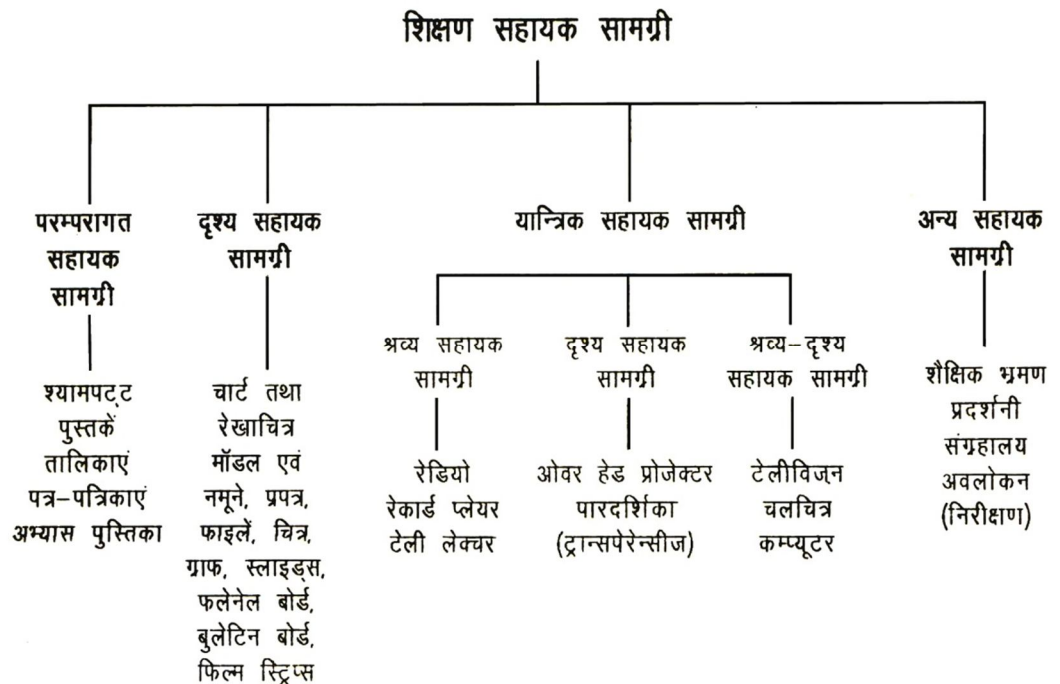 शिक्षण सहायक सामग्री
परम्परागत
सहायक
सामग्री
श्यामपट्ट
पुस्तकें
तालिकाएं
पत्र-पत्रिकाएं
अभ्यास पुस्तिका
दृश्य सहायक
सामग्री
चार्ट तथा
रेखाचित्र
मॉडल एवं
नमूने, प्रपत्र,
फाइलें, चित्र,
ग्राफ, स्लाइड्स,
फलेनेल बोर्ड,
बुलेटिन बोर्ड,
फिल्म स्ट्रिप्स
यान्त्रिक सहायक सामग्री
श्रव्य सहायक
सामग्री
रेडियो
रेकार्ड प्लेयर
टेली लेक्चर
दृश्य सहायक
सामग्री
ओवर हेड प्रोजेक्टर
पारदर्शिका
(ट्रान्सपेरेन्सीज)
श्रव्य-दृश्य
सहायक सामग्री
टेलीविज़न
चलचित्र
कम्प्यूटर
अन्य सहायक
सामग्री
शैक्षिक भ्रमण
प्रदर्शनी
संग्रहालय
अवलोकन
(निरीक्षण)